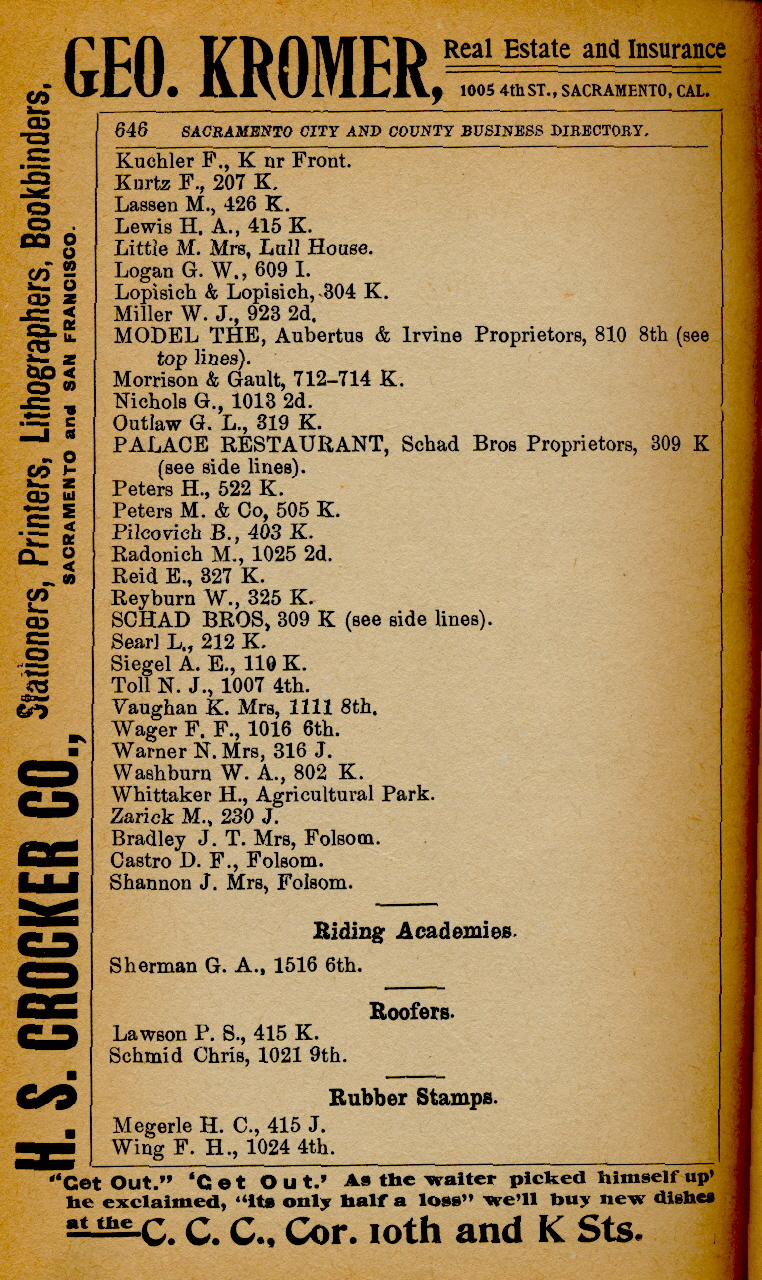 GEO. KROMER, Real Estate and Insurance
1005 4th ST., SACRAMENTO, CAL.
H. S. CROCKER CO., Stationers, Printers, Lithographers, Bookbinders,
SACRAMENTO and SAN FRANCISCO.
646 SACRAMENTO CITY AND COUNTY BUSINESS DIRECTORY.
Kuchler F., K nr Front.
Kurtz F., 207 K.
Lassen M., 426 K.
Lewis H. A., 415 K.
Little M. Mrs, Lull House.
Logan G. W., 609 I.
Lopisich & Lopisich, 304 K.
Miller W. J., 923 2d.
MODEL THE, Aubertus & Irvine Proprietors, 810 8th (see
top lines).
Morrison & Gault, 712–714 K.
Nichols G., 1013 2d.
Outlaw G. L., 319 K.
PALACE RESTAURANT, Schad Bros Proprietors, 309 K
(see side lines).
Peters H., 522 K.
Peters M. & Co, 505 K.
Pilcovich B., 403 K.
Radonich M., 1025 2d.
Reid E., 327 K.
Reyburn W., 325 K.
SCHAD BROS, 309 K (see side lines).
Searl L., 212 K.
Siegel A. E., 110 K.
Toll N. J., 1007 4th.
Vaughan K. Mrs, 1111 8th.
Wager F. F., 1016 6th.
Warner N. Mrs, 316 J.
Washburn W. A., 802 K.
Whittaker H., Agricultural Park.
Zarick M., 230 J.
Bradley J. T. Mrs, Folsom.
Castro D. F., Folsom.
Shannon J. Mrs, Folsom.
Riding Academies.
Sherman G. A., 1516 6th.
Roofers.
Lawson P. S., 415 K.
Schmid Chris, 1021 9th.
Rubber Stamps.
Megerle H. C., 415 J.
Wing F. H., 1024 4th.
"Get Out." 'Get Out.' As the waiter picked himself up'
he exclaimed, "its only half a loss" we'll buy new dishes
at the C. C. C., Cor. 10th and K Sts.